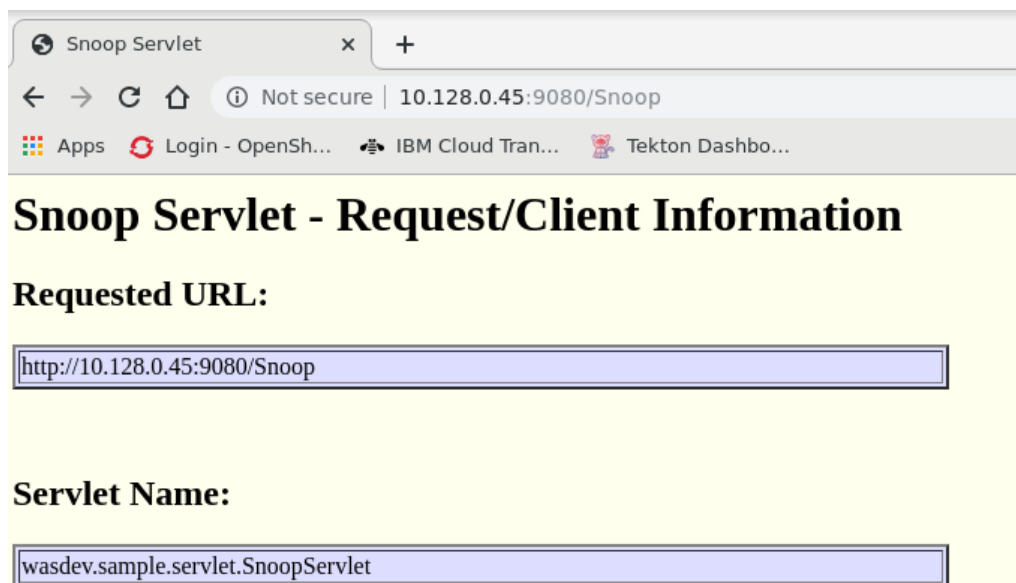 Snoop Servlet
Not secure | 10.128.0.45:9080/Snoop
Apps Login - OpenSh... IBM Cloud Tran... Tekton Dashbo...
Snoop Servlet - Request/Client Information
Requested URL:
http://10.128.0.45:9080/Snoop
Servlet Name:
wasdev.sample.servlet.SnoopServlet